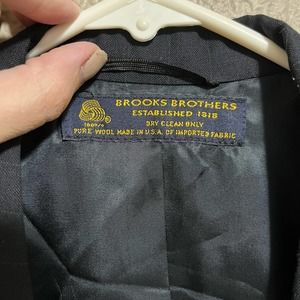 BROOKS BROTHERS
ESTABLISHED 1818
DRY CLEAN ONLY
100%
PURE WOOL MADE IN U.S.A. OF IMPORTED FABRIC